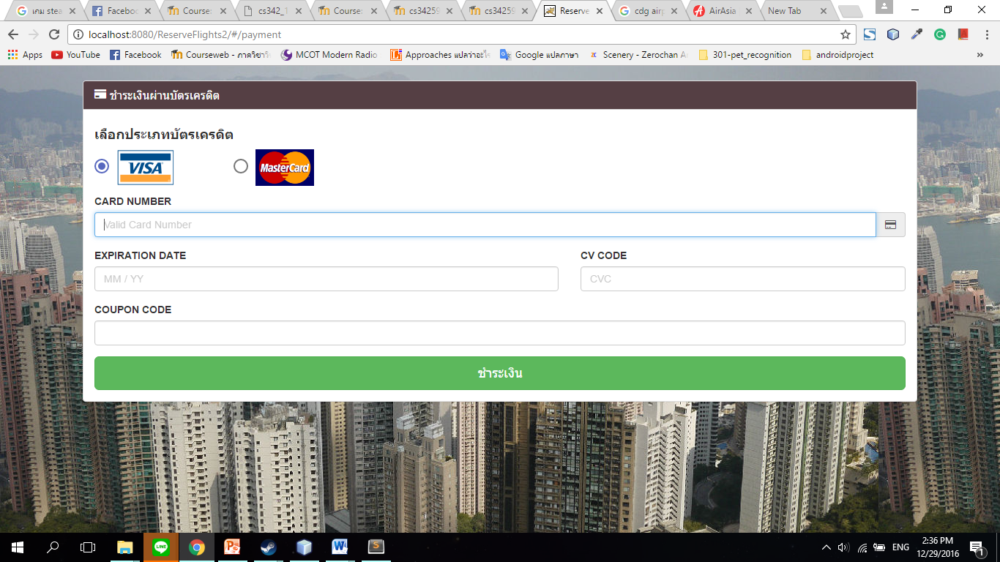 เกม stea
Faceboo
Course:
cs342_1
Course:
cs34259
cs34259
Reserve
cdg airp
AirAsia
New Tab
localhost:8080/ReserveFlights2/#/payment
Apps
YouTube
Facebook
Courseweb - ภาควิชาวิ
MCOT Modern Radio
Approaches แปลว่าอะไร
Google แปลภาษา
Scenery - Zerochan A
301-pet_recognition
androidproject
»
ชำระเงินผ่านบัตรเครดิต
เลือกประเภทบัตรเครดิต
VISA
MasterCard
CARD NUMBER
Valid Card Number
EXPIRATION DATE
CV CODE
MM / YY
CVC
COUPON CODE
ชำระเงิน
LINE
ENG
2:36 PM
12/29/2016
1